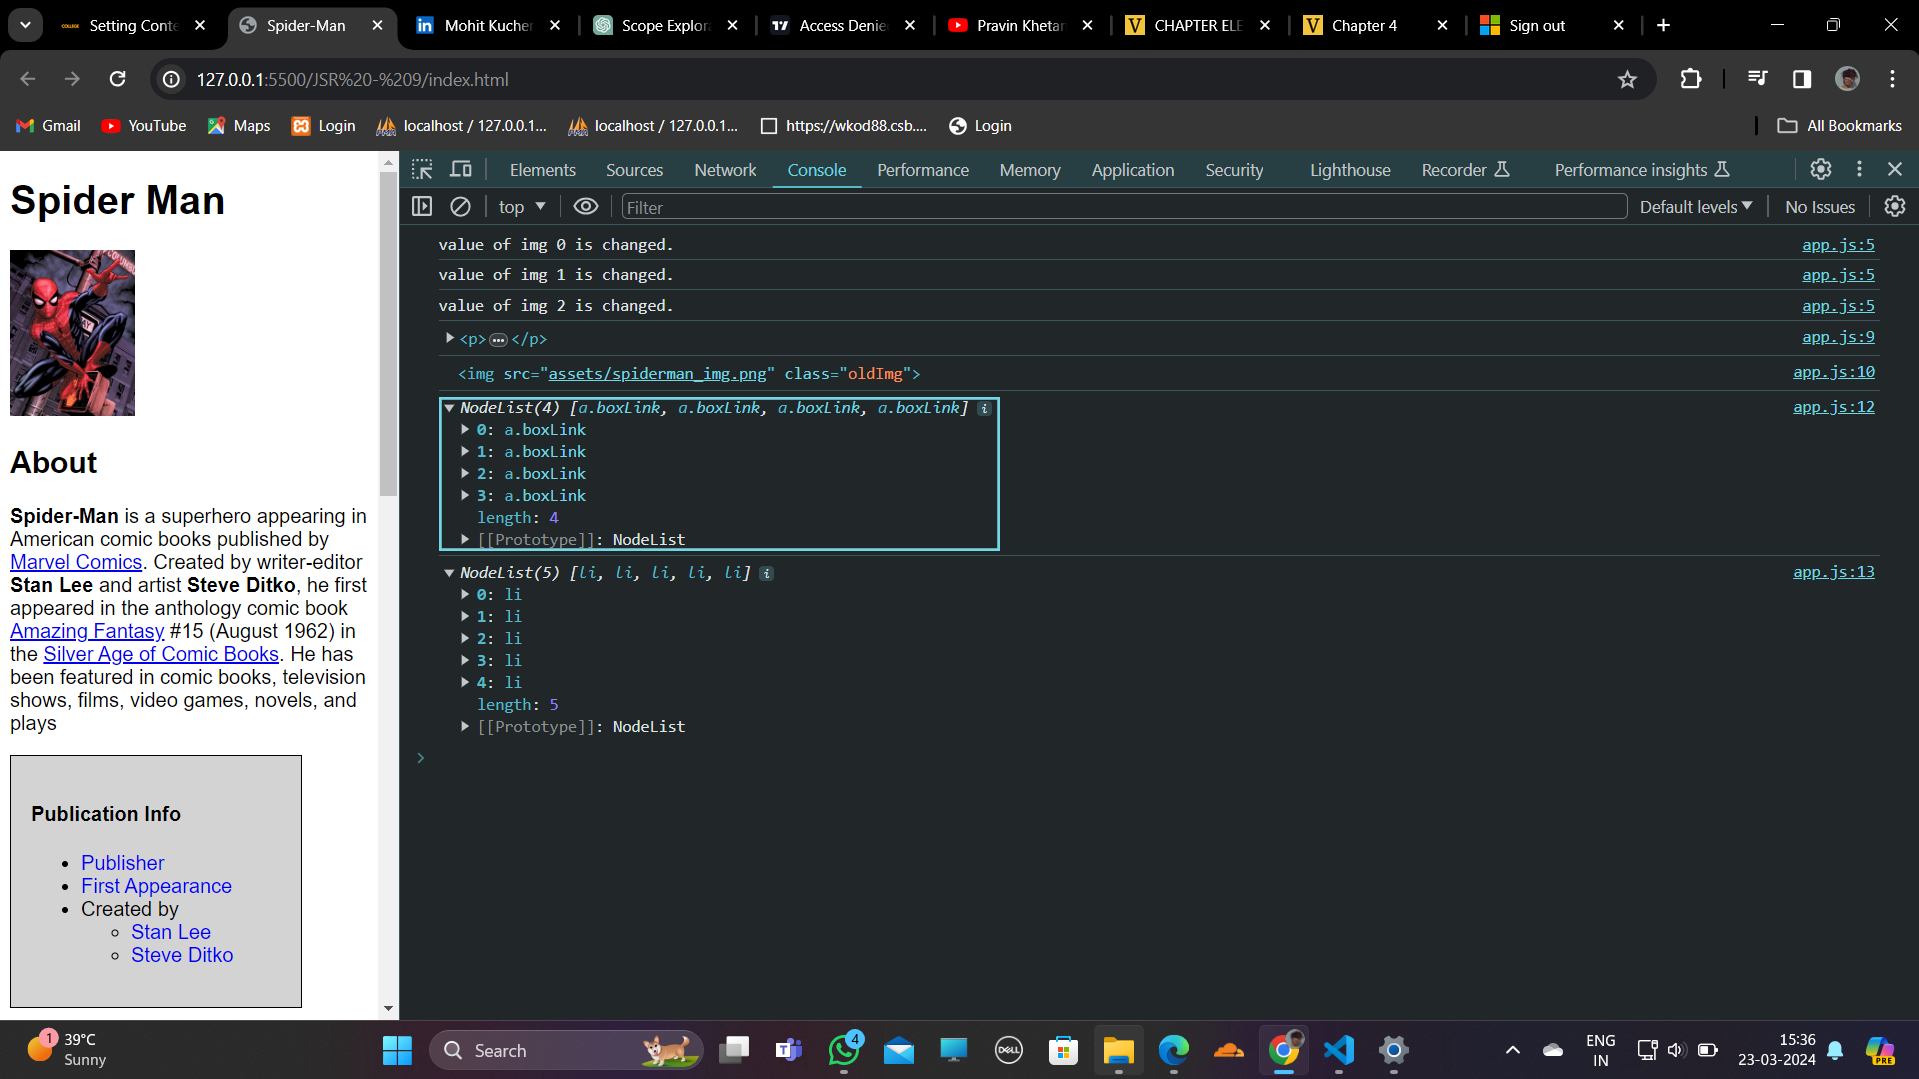 Setting Conte
Spider-Man
Mohit Kucher
Scope Explora
Access Denie
Pravin Khetan
CHAPTER ELE
Chapter 4
Sign out
127.0.0.1:5500/JSR%20-%209/index.html
Gmail
YouTube
Maps
Login
localhost / 127.0.0.1...
localhost / 127.0.0.1...
https://wkod88.csb....
Login
All Bookmarks
Spider Man
About
Spider-Man is a superhero appearing in
American comic books published by
Marvel Comics. Created by writer-editor
Stan Lee and artist Steve Ditko, he first
appeared in the anthology comic book
Amazing Fantasy #15 (August 1962) in
the Silver Age of Comic Books. He has
been featured in comic books, television
shows, films, video games, novels, and
plays
Publication Info
Publisher
First Appearance
Created by
Stan Lee
Steve Ditko
Elements
Sources
Network
Console
Performance
Memory
Application
Security
Lighthouse
Recorder
Performance insights
top
Filter
Default levels
No Issues
value of img 0 is changed. app.js:5
value of img 1 is changed. app.js:5
value of img 2 is changed. app.js:5
<p>…</p> app.js:9
<img src="assets/spiderman_img.png" class="oldImg"> app.js:10
NodeList(4) [a.boxLink, a.boxLink, a.boxLink, a.boxLink] i app.js:12
0: a.boxLink
1: a.boxLink
2: a.boxLink
3: a.boxLink
length: 4
[[Prototype]]: NodeList
NodeList(5) [li, li, li, li, li] i app.js:13
0: li
1: li
2: li
3: li
4: li
length: 5
[[Prototype]]: NodeList
1
39°C
Sunny
Search
4
DELL
ENG
IN
15:36
23-03-2024
PRE